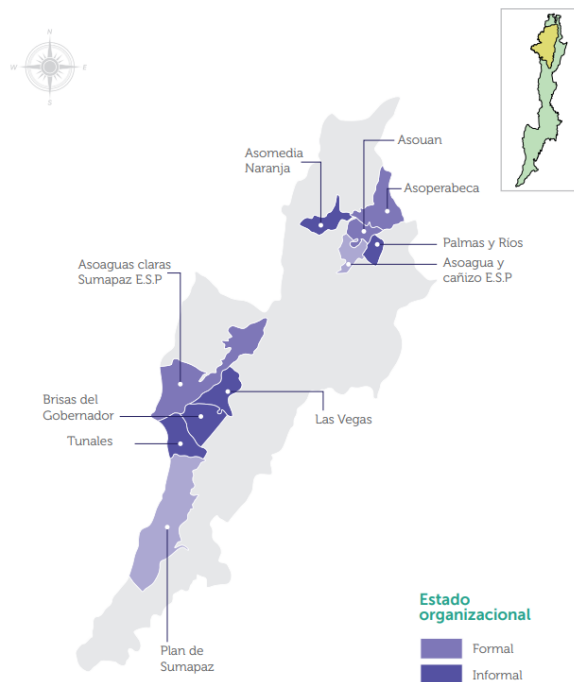 N
W
E
S
Asouan
Asomedia
Naranja
Asoperabeca
Palmas y Ríos
Asoagua y
cañizo E.S.P
Asoaguas claras
Sumapaz E.S.P
Brisas del
Gobernador
Las Vegas
Tunales
Plan de
Sumapaz
Estado
organizacional
Formal
Informal